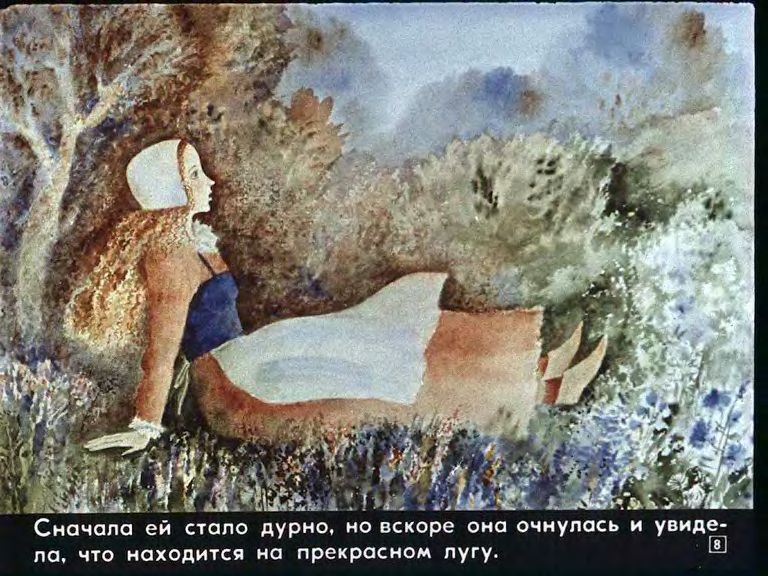 Сначала ей стало дурно, но вскоре она очнулась и увиде-
ла, что находится на прекрасном лугу.
8